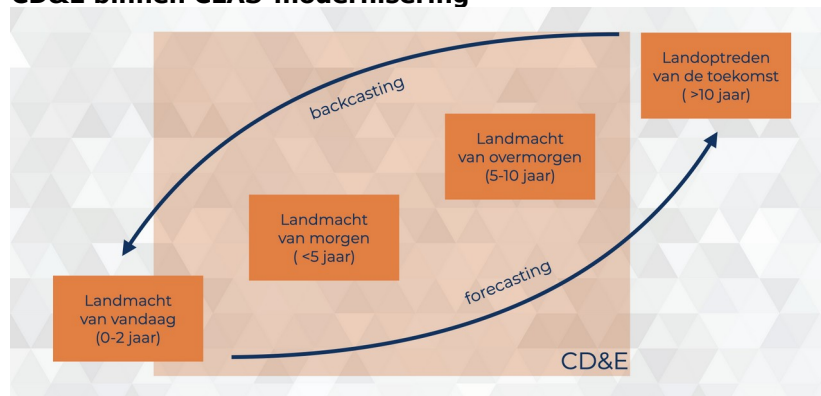 CD&E binnen CLAS-modernisering
backcasting
Landoptreden
van de toekomst
( >10 jaar)
Landmacht
van overmorgen
(5-10 jaar)
Landmacht
van morgen
( <5 jaar)
forecasting
Landmacht
van vandaag
(0-2 jaar)
CD&E